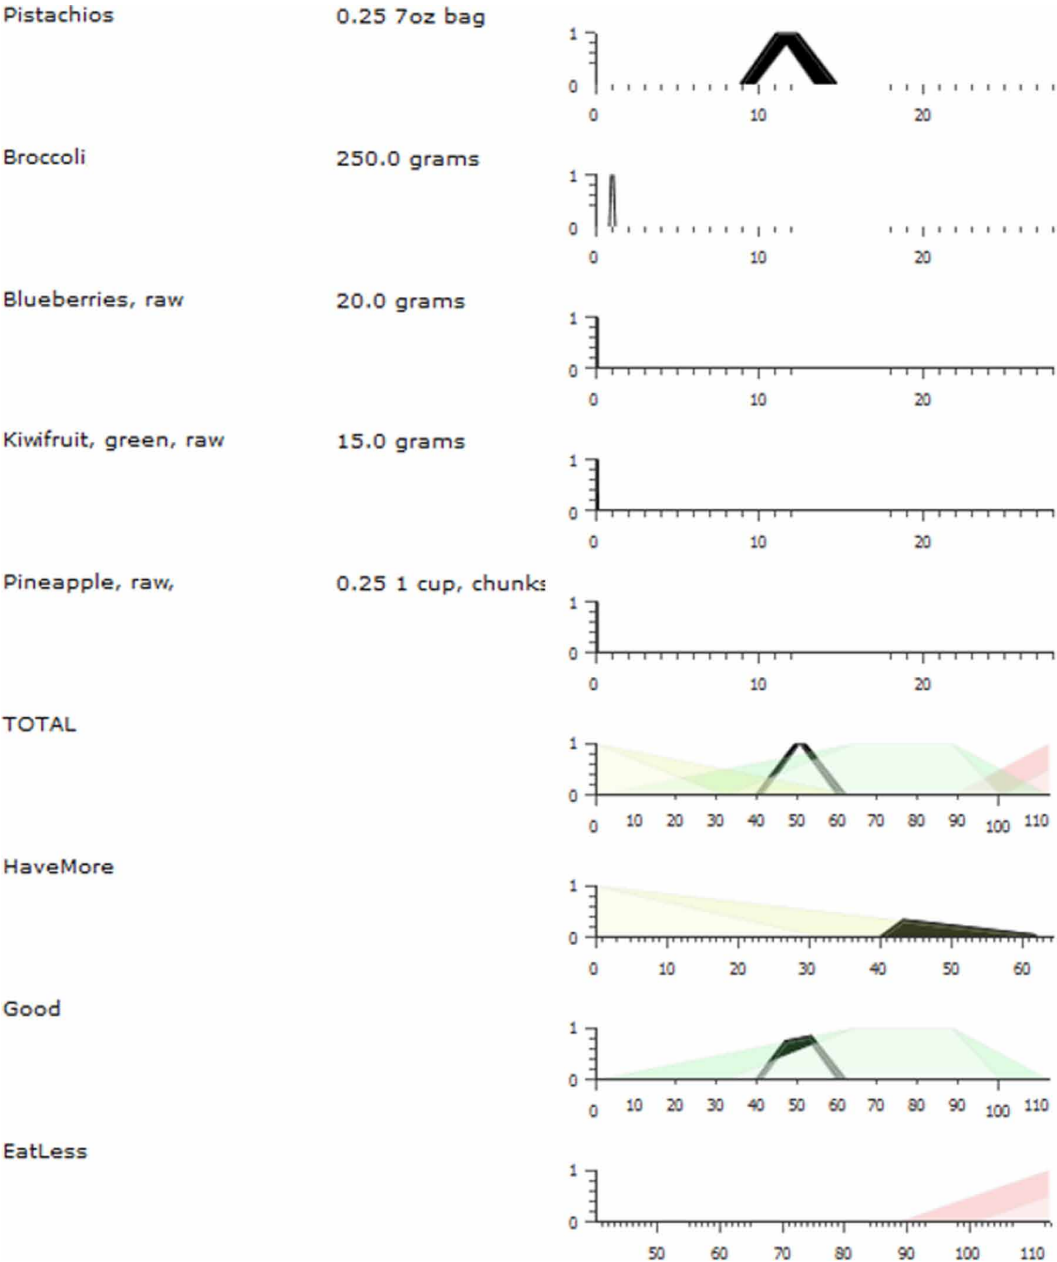 Pistachios 0.25 7oz bag
1
0
0 10 20
Broccoli 250.0 grams
1
0
0 10 20
Blueberries, raw 20.0 grams
1
0
0 10 20
Kiwifruit, green, raw 15.0 grams
1
0
0 10 20
Pineapple, raw, 0.25 1 cup, chunks
1
0
0 10 20
TOTAL
1
0
0 10 20 30 40 50 60 70 80 90 100 110
HaveMore
1
0
0 10 20 30 40 50 60
Good
1
0
0 10 20 30 40 50 60 70 80 90 100 110
EatLess
1
0
50 60 70 80 90 100 110